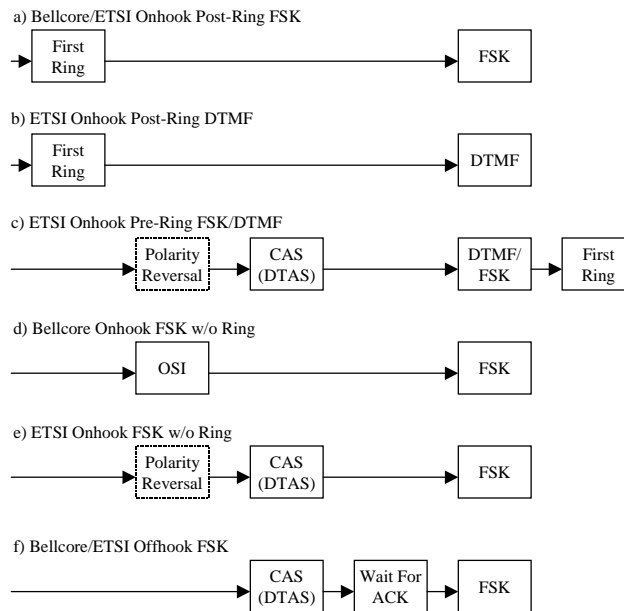 a) Bellcore/ETSI Onhook Post-Ring FSK
First
Ring
FSK
b) ETSI Onhook Post-Ring DTMF
First
Ring
DTMF
c) ETSI Onhook Pre-Ring FSK/DTMF
Polarity
Reversal
CAS
(DTAS)
DTMF/
FSK
First
Ring
d) Bellcore Onhook FSK w/o Ring
OSI
FSK
e) ETSI Onhook FSK w/o Ring
Polarity
Reversal
CAS
(DTAS)
FSK
f) Bellcore/ETSI Offhook FSK
CAS
(DTAS)
Wait For
ACK
FSK